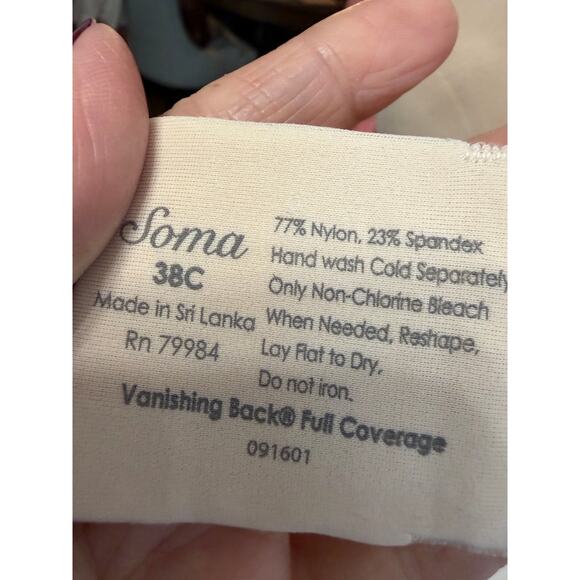 Soma
38C
Made in Sri Lanka
Rn 79984
77% Nylon, 23% Spandex
Hand wash Cold Separately
Only Non-Chlorine Bleach
When Needed, Reshape,
Lay Flat to Dry,
Do not iron.
Vanishing Back® Full Coverage
091601